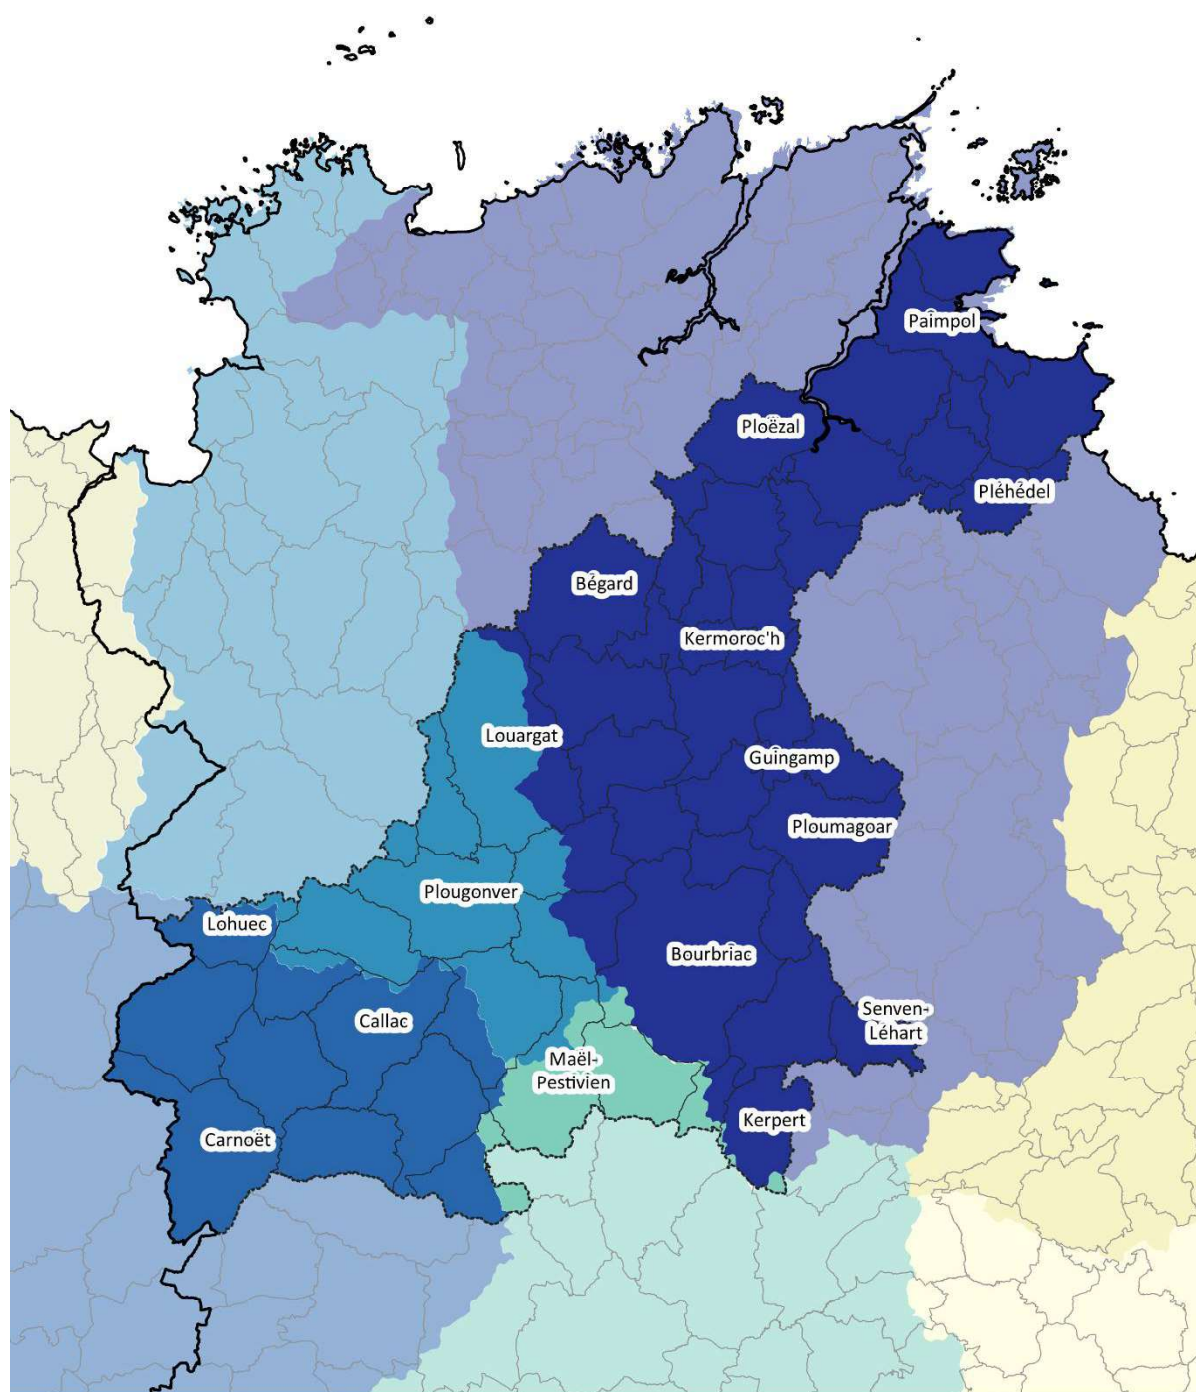 Paimpol
Ploëzal
Pléhédel
Bégard
Kermoroc'h
Louargat
Guingamp
Ploumagoar
Plougonver
Lohuec
Bourbriac
Callac
Senven-
Léhart
Maël-
Pestivien
Kerpert
Carnoët